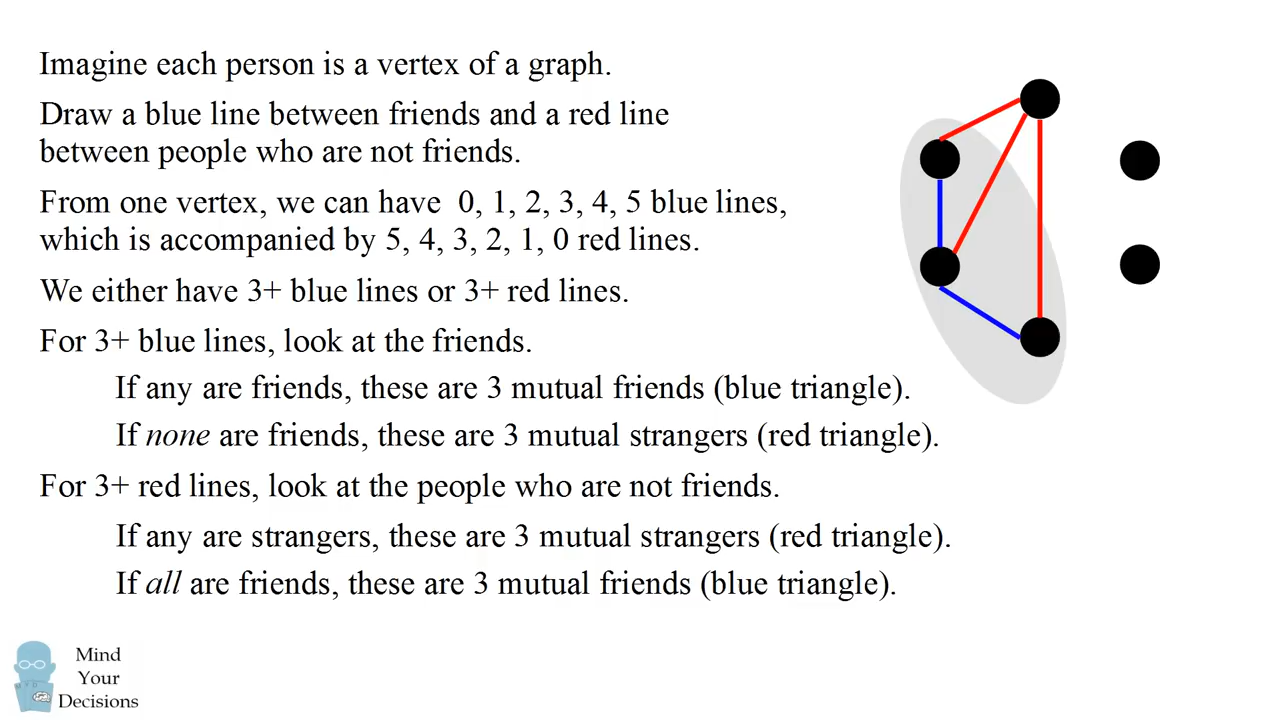 Imagine each person is a vertex of a graph.
Draw a blue line between friends and a red line
between people who are not friends.
From one vertex, we can have 0, 1, 2, 3, 4, 5 blue lines,
which is accompanied by 5, 4, 3, 2, 1, 0 red lines.
We either have 3+ blue lines or 3+ red lines.
For 3+ blue lines, look at the friends.
If any are friends, these are 3 mutual friends (blue triangle).
If none are friends, these are 3 mutual strangers (red triangle).
For 3+ red lines, look at the people who are not friends.
If any are strangers, these are 3 mutual strangers (red triangle).
If all are friends, these are 3 mutual friends (blue triangle).
Mind
Your
Decisions